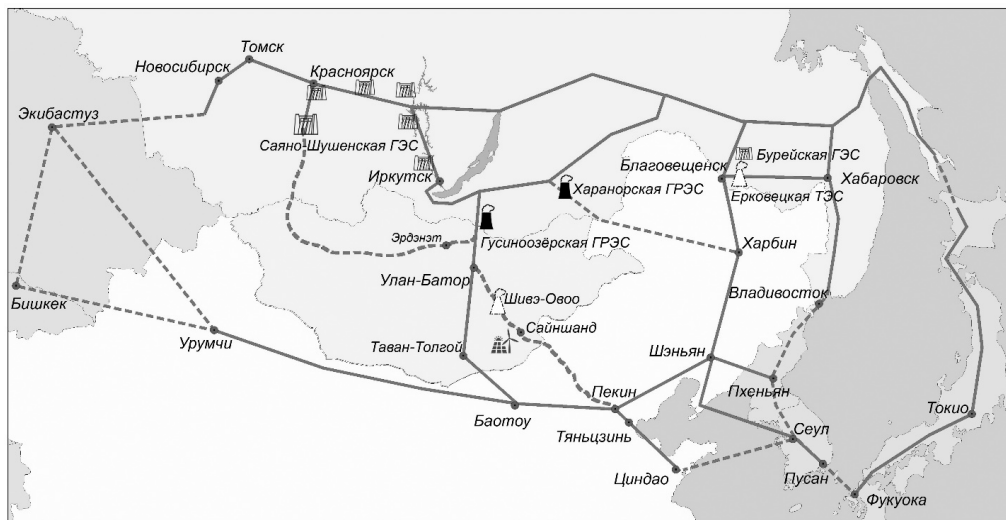 Томск
Новосибирск
Красноярск
Экибастуз
Саяно-Шушенская ГЭС
Иркутск
Благовещенск
Бурейская ГЭС
Хабаровск
Харанорская ГРЭС
Ерковецкая ТЭС
Эрдэнэт
Гусиноозёрская ГРЭС
Харбин
Улан-Батор
Бишкек
Шивэ-Овоо
Владивосток
Урумчи
Сайншанд
Таван-Толгой
Шэньян
Пекин
Пхеньян
Баотоу
Тяньцзинь
Сеул
Токио
Циндао
Пусан
Фукуока